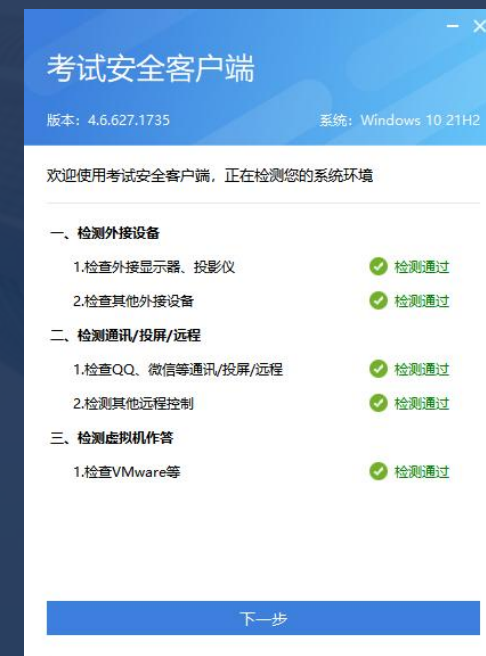 考试安全客户端
版本：4.6.627.1735 系统：Windows 10 21H2
欢迎使用考试安全客户端，正在检测您的系统环境
一、检测外接设备
1.检查外接显示器、投影仪 检测通过
2.检查其他外接设备 检测通过
二、检测通讯/投屏/远程
1.检查QQ、微信等通讯/投屏/远程 检测通过
2.检测其他远程控制 检测通过
三、检测虚拟机作答
1.检查VMware等 检测通过
下一步